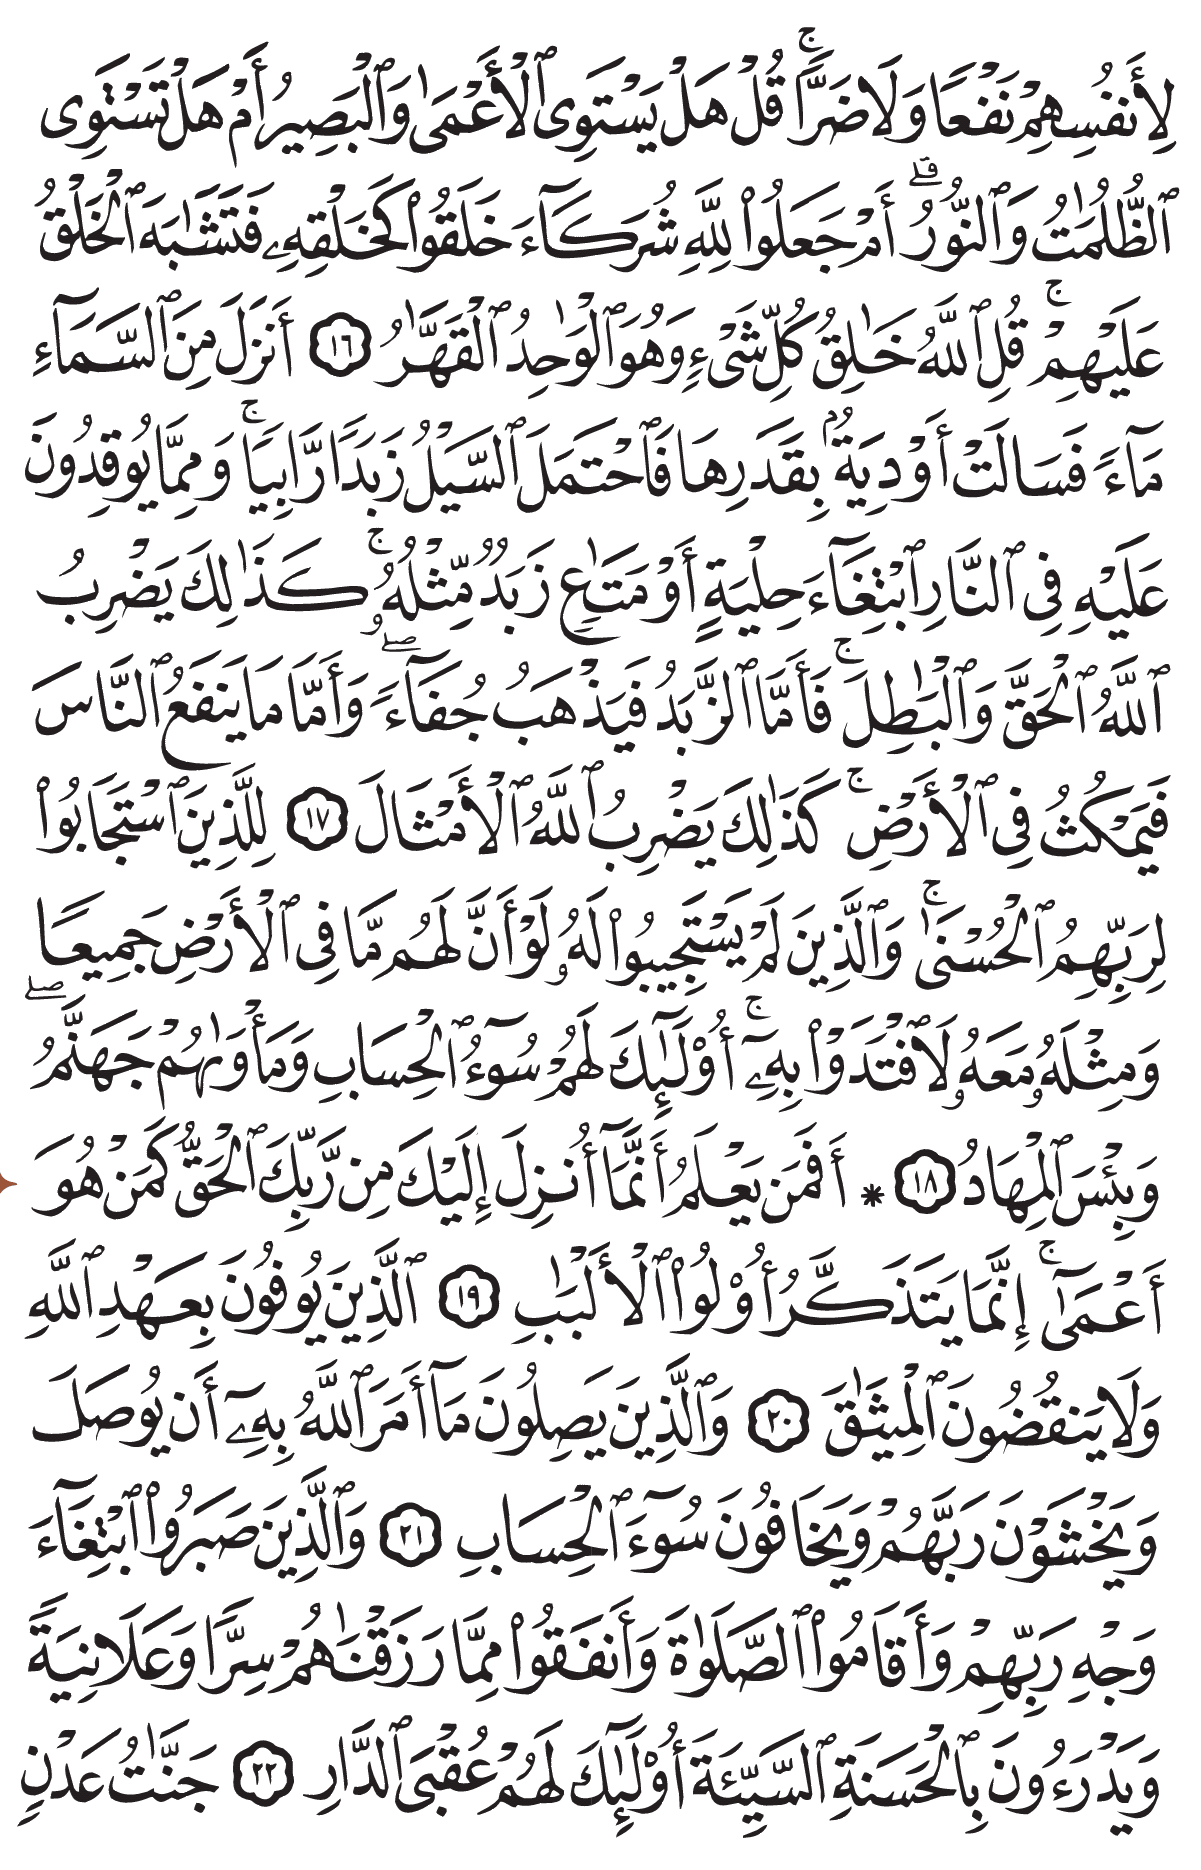 لِأَنفُسِهِمْ نَفْعًا وَلَا ضَرًّا ۚ قُلْ هَلْ يَسْتَوِى ٱلْأَعْمَىٰ وَٱلْبَصِيرُ أَمْ هَلْ تَسْتَوِى
ٱلظُّلُمَٰتُ وَٱلنُّورُ ۗ أَمْ جَعَلُوا۟ لِلَّهِ شُرَكَآءَ خَلَقُوا۟ كَخَلْقِهِۦ فَتَشَٰبَهَ ٱلْخَلْقُ
عَلَيْهِمْ ۚ قُلِ ٱللَّهُ خَٰلِقُ كُلِّ شَىْءٍ وَهُوَ ٱلْوَٰحِدُ ٱلْقَهَّٰرُ ١٦ أَنزَلَ مِنَ ٱلسَّمَآءِ
مَآءً فَسَالَتْ أَوْدِيَةٌۢ بِقَدَرِهَا فَٱحْتَمَلَ ٱلسَّيْلُ زَبَدًا رَّابِيًا ۚ وَمِمَّا يُوقِدُونَ
عَلَيْهِ فِى ٱلنَّارِ ٱبْتِغَآءَ حِلْيَةٍ أَوْ مَتَٰعٍ زَبَدٌ مِّثْلُهُۥ ۚ كَذَٰلِكَ يَضْرِبُ
ٱللَّهُ ٱلْحَقَّ وَٱلْبَٰطِلَ ۚ فَأَمَّا ٱلزَّبَدُ فَيَذْهَبُ جُفَآءً ۖ وَأَمَّا مَا يَنفَعُ ٱلنَّاسَ
فَيَمْكُثُ فِى ٱلْأَرْضِ ۚ كَذَٰلِكَ يَضْرِبُ ٱللَّهُ ٱلْأَمْثَالَ ١٧ لِلَّذِينَ ٱسْتَجَابُوا۟
لِرَبِّهِمُ ٱلْحُسْنَىٰ ۚ وَٱلَّذِينَ لَمْ يَسْتَجِيبُوا۟ لَهُۥ لَوْ أَنَّ لَهُم مَّا فِى ٱلْأَرْضِ جَمِيعًا
وَمِثْلَهُۥ مَعَهُۥ لَٱفْتَدَوْا۟ بِهِۦٓ ۚ أُو۟لَٰٓئِكَ لَهُمْ سُوٓءُ ٱلْحِسَابِ وَمَأْوَىٰهُمْ جَهَنَّمُ ۖ
وَبِئْسَ ٱلْمِهَادُ ١٨ * أَفَمَن يَعْلَمُ أَنَّمَآ أُنزِلَ إِلَيْكَ مِن رَّبِّكَ ٱلْحَقُّ كَمَنْ هُوَ
أَعْمَىٰٓ ۚ إِنَّمَا يَتَذَكَّرُ أُو۟لُوا۟ ٱلْأَلْبَٰبِ ١٩ ٱلَّذِينَ يُوفُونَ بِعَهْدِ ٱللَّهِ
وَلَا يَنقُضُونَ ٱلْمِيثَٰقَ ٢٠ وَٱلَّذِينَ يَصِلُونَ مَآ أَمَرَ ٱللَّهُ بِهِۦٓ أَن يُوصَلَ
وَيَخْشَوْنَ رَبَّهُمْ وَيَخَافُونَ سُوٓءَ ٱلْحِسَابِ ٢١ وَٱلَّذِينَ صَبَرُوا۟ ٱبْتِغَآءَ
وَجْهِ رَبِّهِمْ وَأَقَامُوا۟ ٱلصَّلَوٰةَ وَأَنفَقُوا۟ مِمَّا رَزَقْنَٰهُمْ سِرًّا وَعَلَانِيَةً
وَيَدْرَءُونَ بِٱلْحَسَنَةِ ٱلسَّيِّئَةَ أُو۟لَٰٓئِكَ لَهُمْ عُقْبَى ٱلدَّارِ ٢٢ جَنَّٰتُ عَدْنٍ